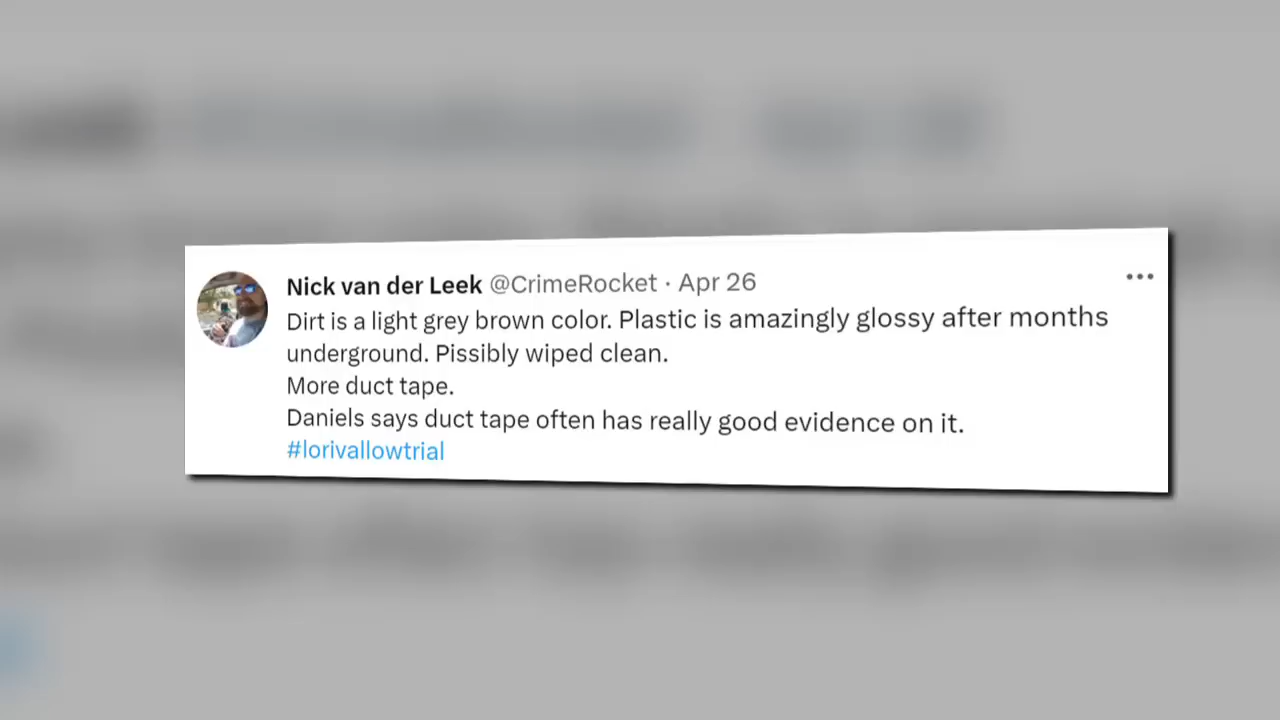 Nick van der Leek @CrimeRocket · Apr 26
Dirt is a light grey brown color. Plastic is amazingly glossy after months
underground. Pissibly wiped clean.
More duct tape.
Daniels says duct tape often has really good evidence on it.
#lorivallowtrial